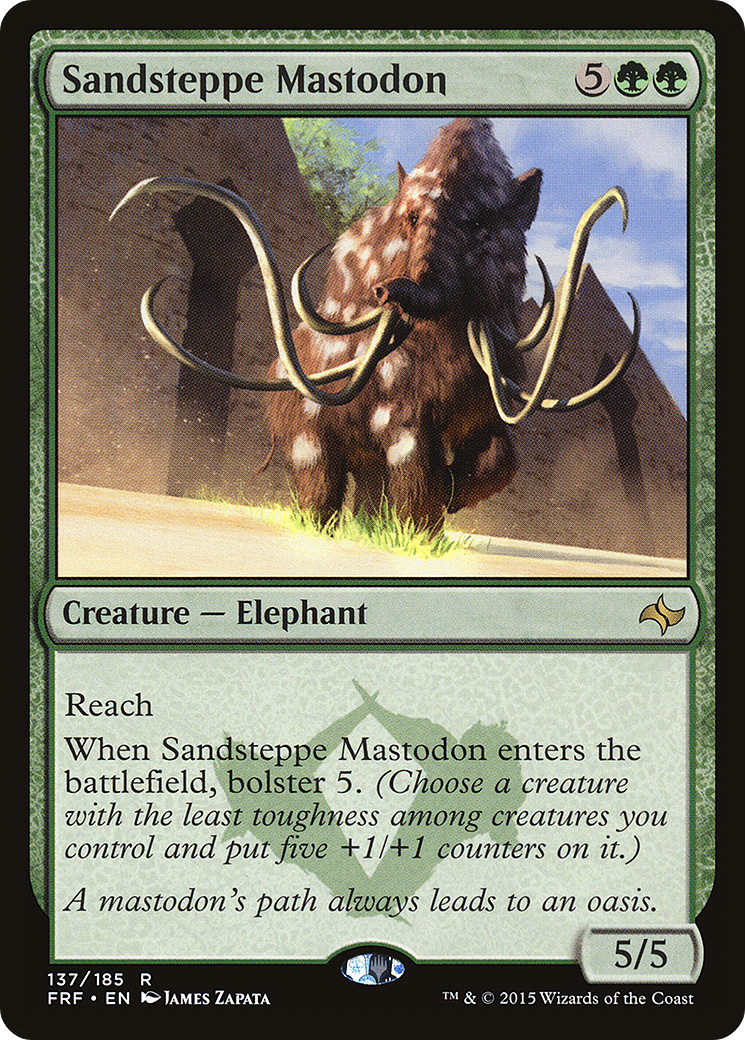 Sandsteppe Mastodon 5
Creature — Elephant
Reach
When Sandsteppe Mastodon enters the
battlefield, bolster 5. (Choose a creature
with the least toughness among creatures you
control and put five +1/+1 counters on it.)
A mastodon's path always leads to an oasis.
5/5
137/185 R
FRF • EN James Zapata
™ & © 2015 Wizards of the Coast